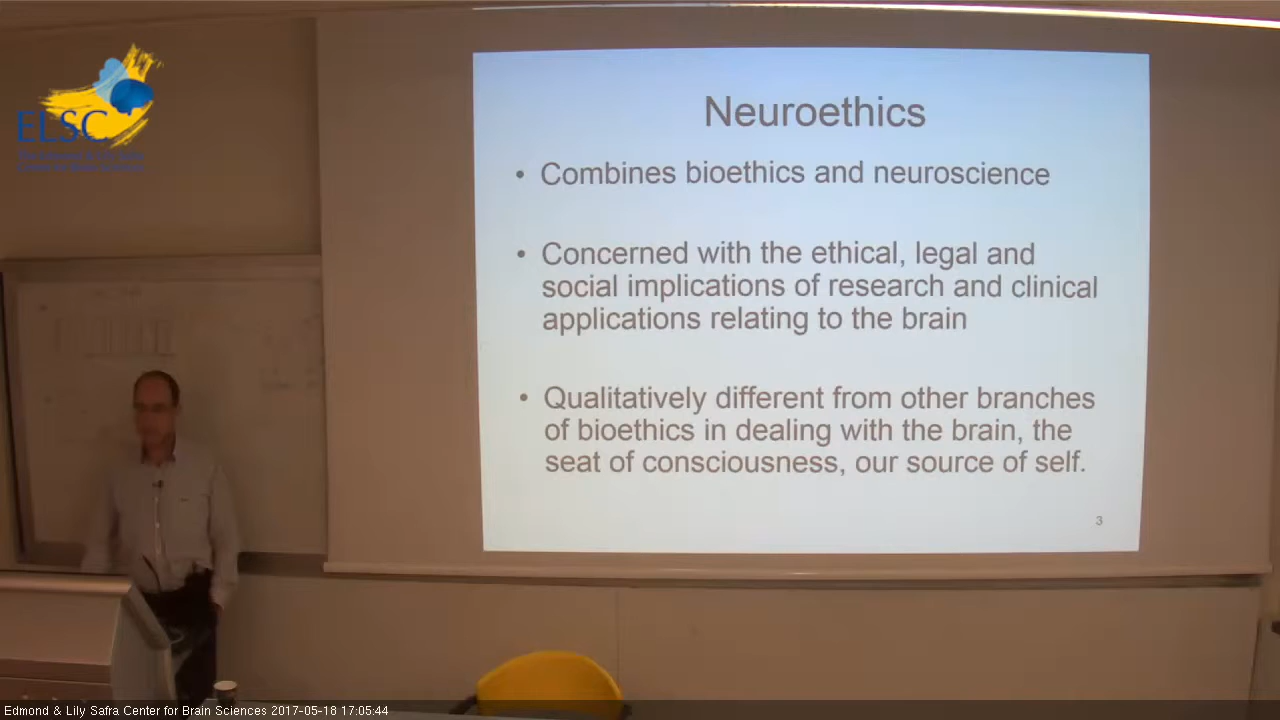 ELSC
Neuroethics
• Combines bioethics and neuroscience
• Concerned with the ethical, legal and
social implications of research and clinical
applications relating to the brain
• Qualitatively different from other branches
of bioethics in dealing with the brain, the
seat of consciousness, our source of self.
3
Edmond & Lily Safra Center for Brain Sciences 2017-05-18 17:05:44